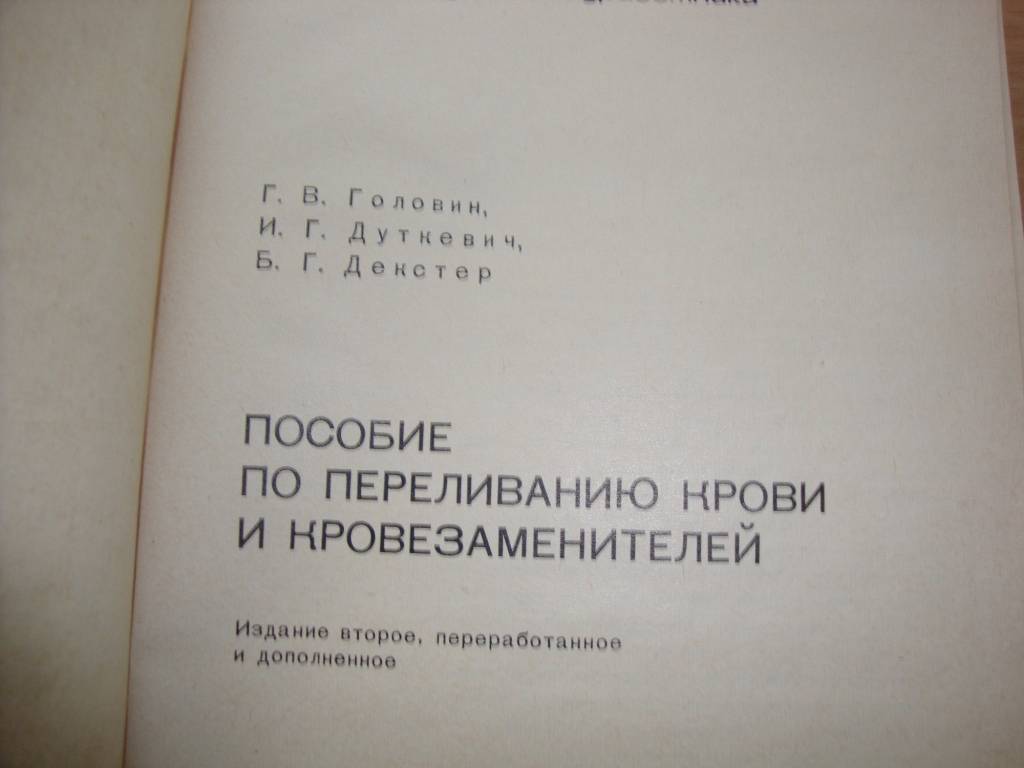 Г. В. Головин,
И. Г. Дуткевич,
Б. Г. Декстер
ПОСОБИЕ
ПО ПЕРЕЛИВАНИЮ КРОВИ
И КРОВЕЗАМЕНИТЕЛЕЙ
Издание второе, переработанное
и дополненное